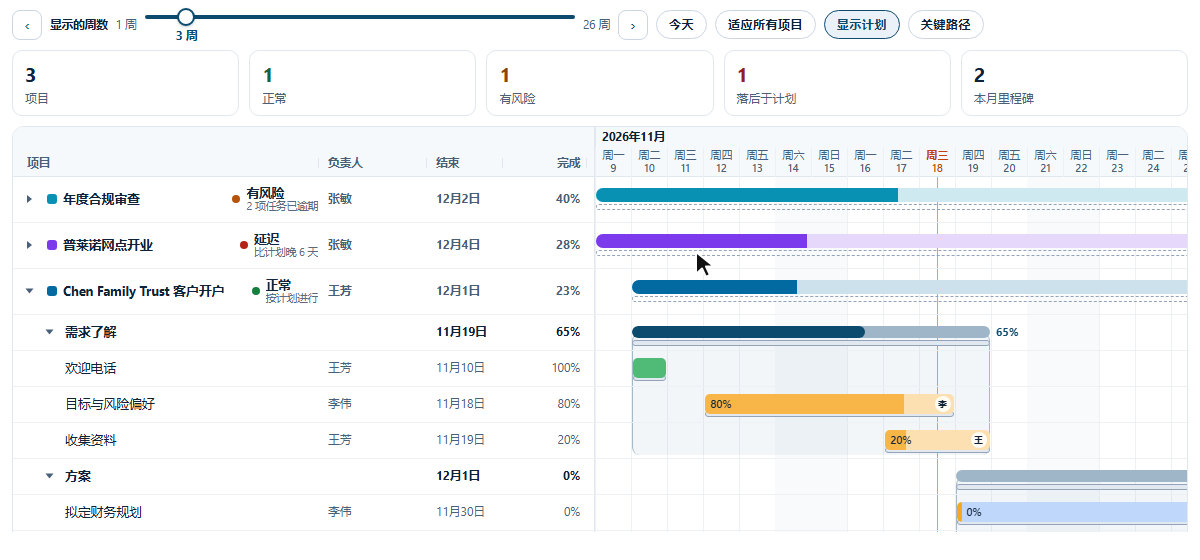 ‹ 显示的周数 1 周 3 周 26 周 › 今天 适应所有项目 显示计划 关键路径
3 项目
1 正常
1 有风险
1 落后于计划
2 本月里程碑
项目 负责人 结束 完成
2026年11月
周一 周二 周三 周四 周五 周六 周日 周一 周二 周三 周四 周五 周六 周日 周一 周二
9 10 11 12 13 14 15 16 17 18 19 20 21 22 23 24
年度合规审查 有风险 张敏 12月2日 40%
2 项任务已逾期
普莱诺网点开业 延迟 张敏 12月4日 28%
比计划晚 6 天
Chen Family Trust 客户开户 正常 王芳 12月1日 23%
按计划进行
需求了解 11月19日 65% 65%
欢迎电话 王芳 11月10日 100%
目标与风险偏好 李伟 11月18日 80% 80% 李
收集资料 王芳 11月19日 20% 20% 王
方案 12月1日 0%
拟定财务规划 李伟 11月30日 0% 0%